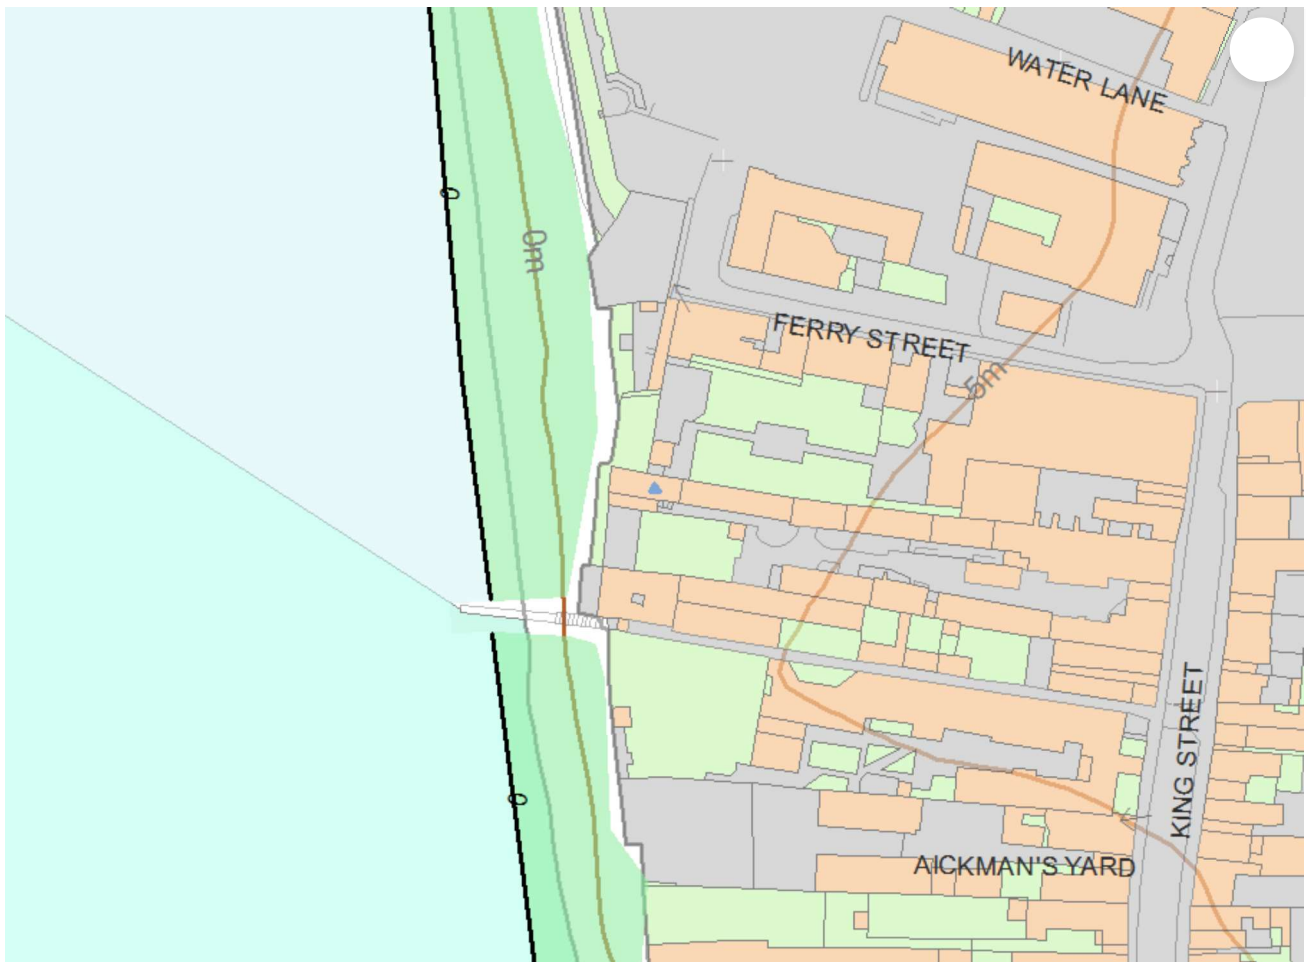 WATER LANE
0
0m
FERRY STREET
5m
KING STREET
0
AICKMAN'S YARD